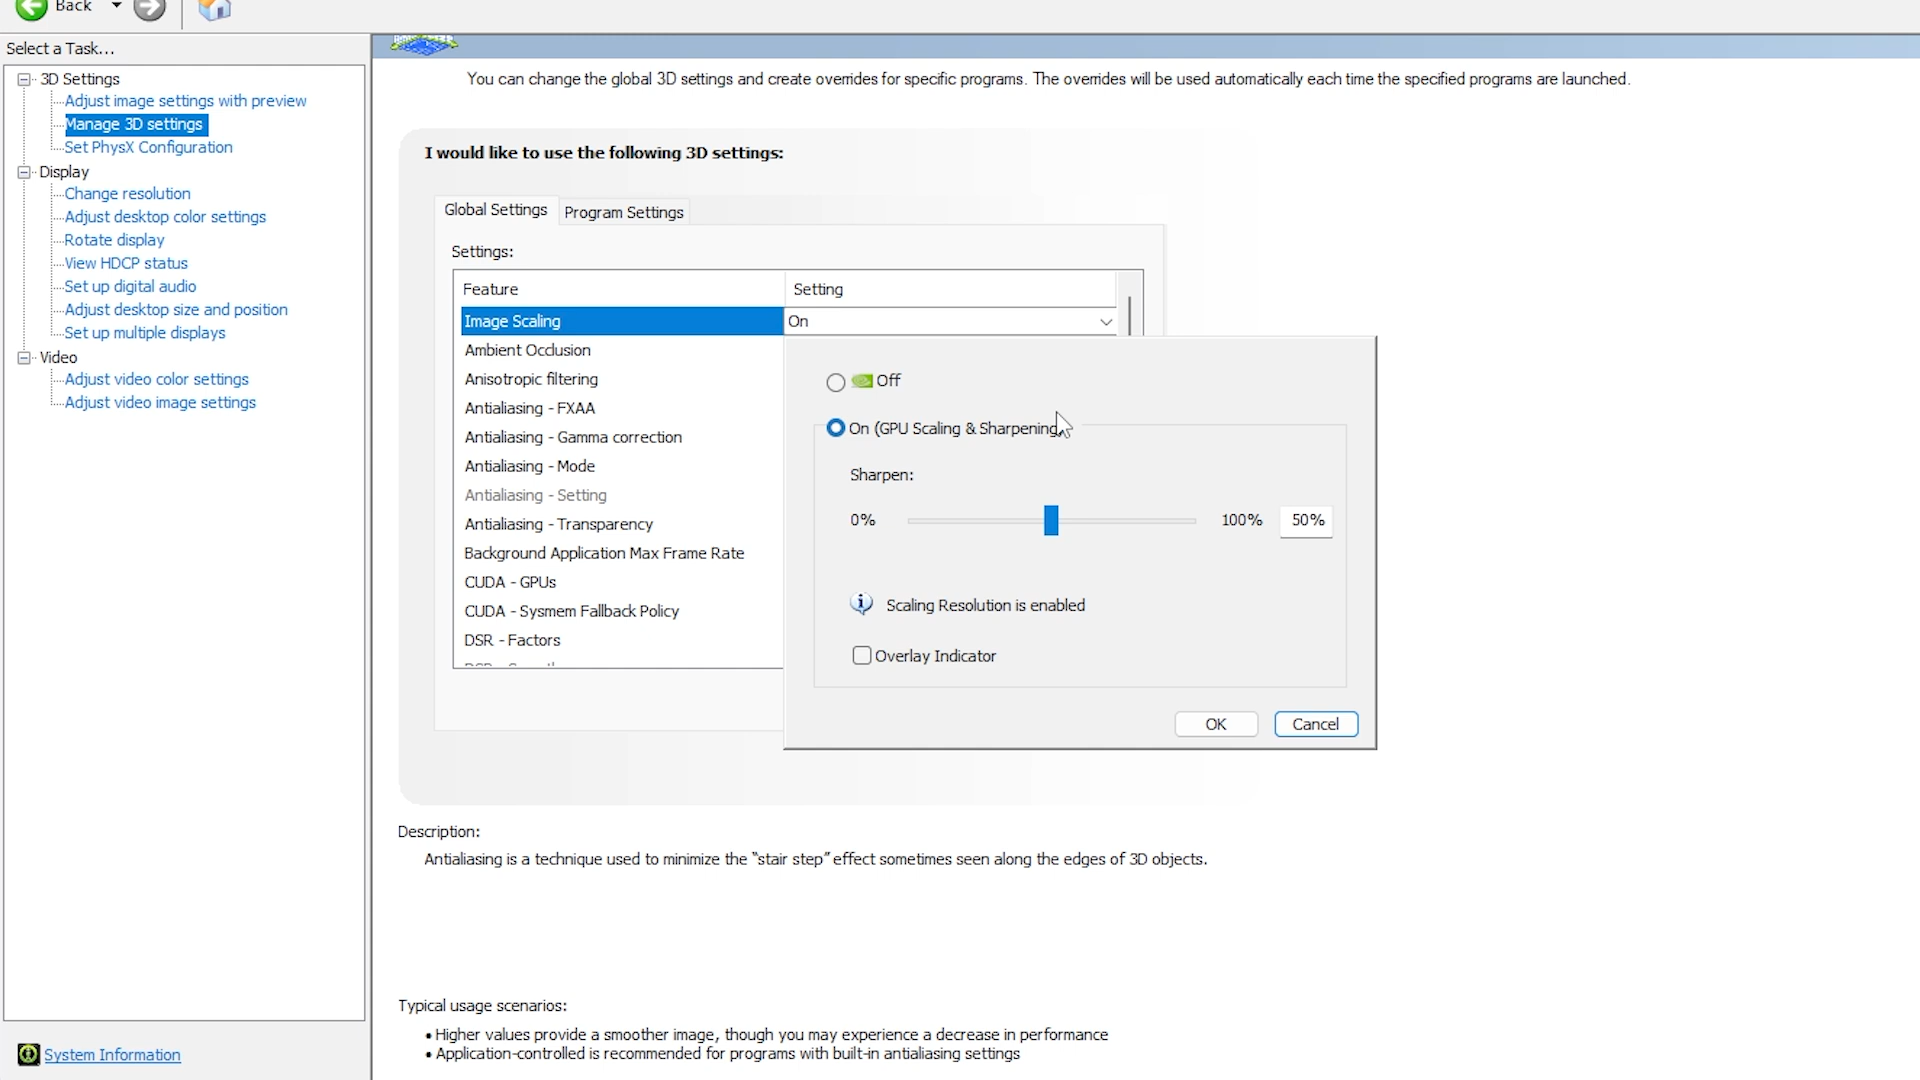 Back
Select a Task...
3D Settings
Adjust image settings with preview
Manage 3D settings
Set PhysX Configuration
Display
Change resolution
Adjust desktop color settings
Rotate display
View HDCP status
Set up digital audio
Adjust desktop size and position
Set up multiple displays
Video
Adjust video color settings
Adjust video image settings
System Information
You can change the global 3D settings and create overrides for specific programs. The overrides will be used automatically each time the specified programs are launched.
I would like to use the following 3D settings:
Global Settings
Program Settings
Settings:
Feature Setting
Image Scaling On
Ambient Occlusion
Anisotropic filtering
Antialiasing - FXAA
Antialiasing - Gamma correction
Antialiasing - Mode
Antialiasing - Setting
Antialiasing - Transparency
Background Application Max Frame Rate
CUDA - GPUs
CUDA - Sysmem Fallback Policy
DSR - Factors
Off
On (GPU Scaling & Sharpening)
Sharpen:
0% 100% 50%
Scaling Resolution is enabled
Overlay Indicator
OK Cancel
Description:
Antialiasing is a technique used to minimize the "stair step" effect sometimes seen along the edges of 3D objects.
Typical usage scenarios:
• Higher values provide a smoother image, though you may experience a decrease in performance
• Application-controlled is recommended for programs with built-in antialiasing settings